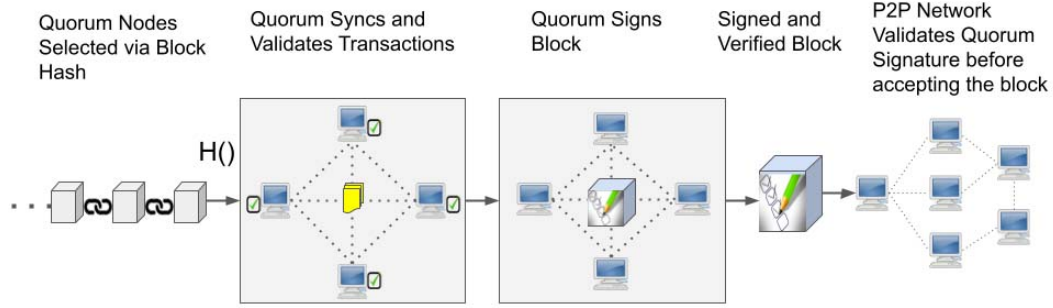 Quorum Nodes
Selected via Block
Hash
Quorum Syncs and
Validates Transactions
Quorum Signs
Block
Signed and
Verified Block
P2P Network
Validates Quorum
Signature before
accepting the block
H()